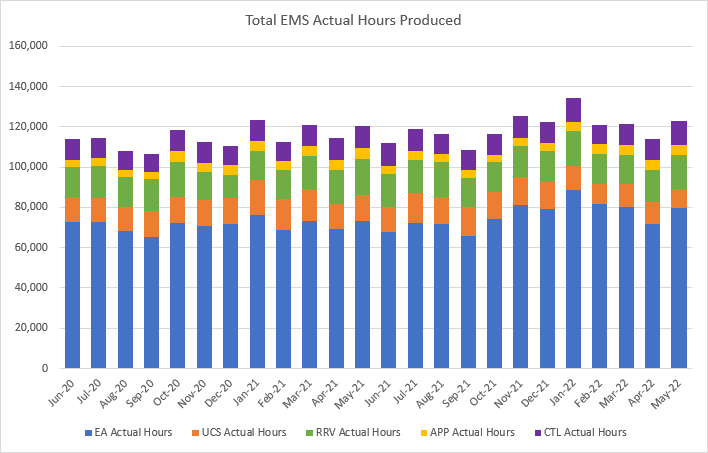 Total EMS Actual Hours Produced
160,000
140,000
120,000
100,000
80,000
60,000
40,000
20,000
0
Jun-20
Jul-20
Aug-20
Sep-20
Oct-20
Nov-20
Dec-20
Jan-21
Feb-21
Mar-21
Apr-21
May-21
Jun-21
Jul-21
Aug-21
Sep-21
Oct-21
Nov-21
Dec-21
Jan-22
Feb-22
Mar-22
Apr-22
May-22
EA Actual Hours UCS Actual Hours RRV Actual Hours APP Actual Hours CTL Actual Hours